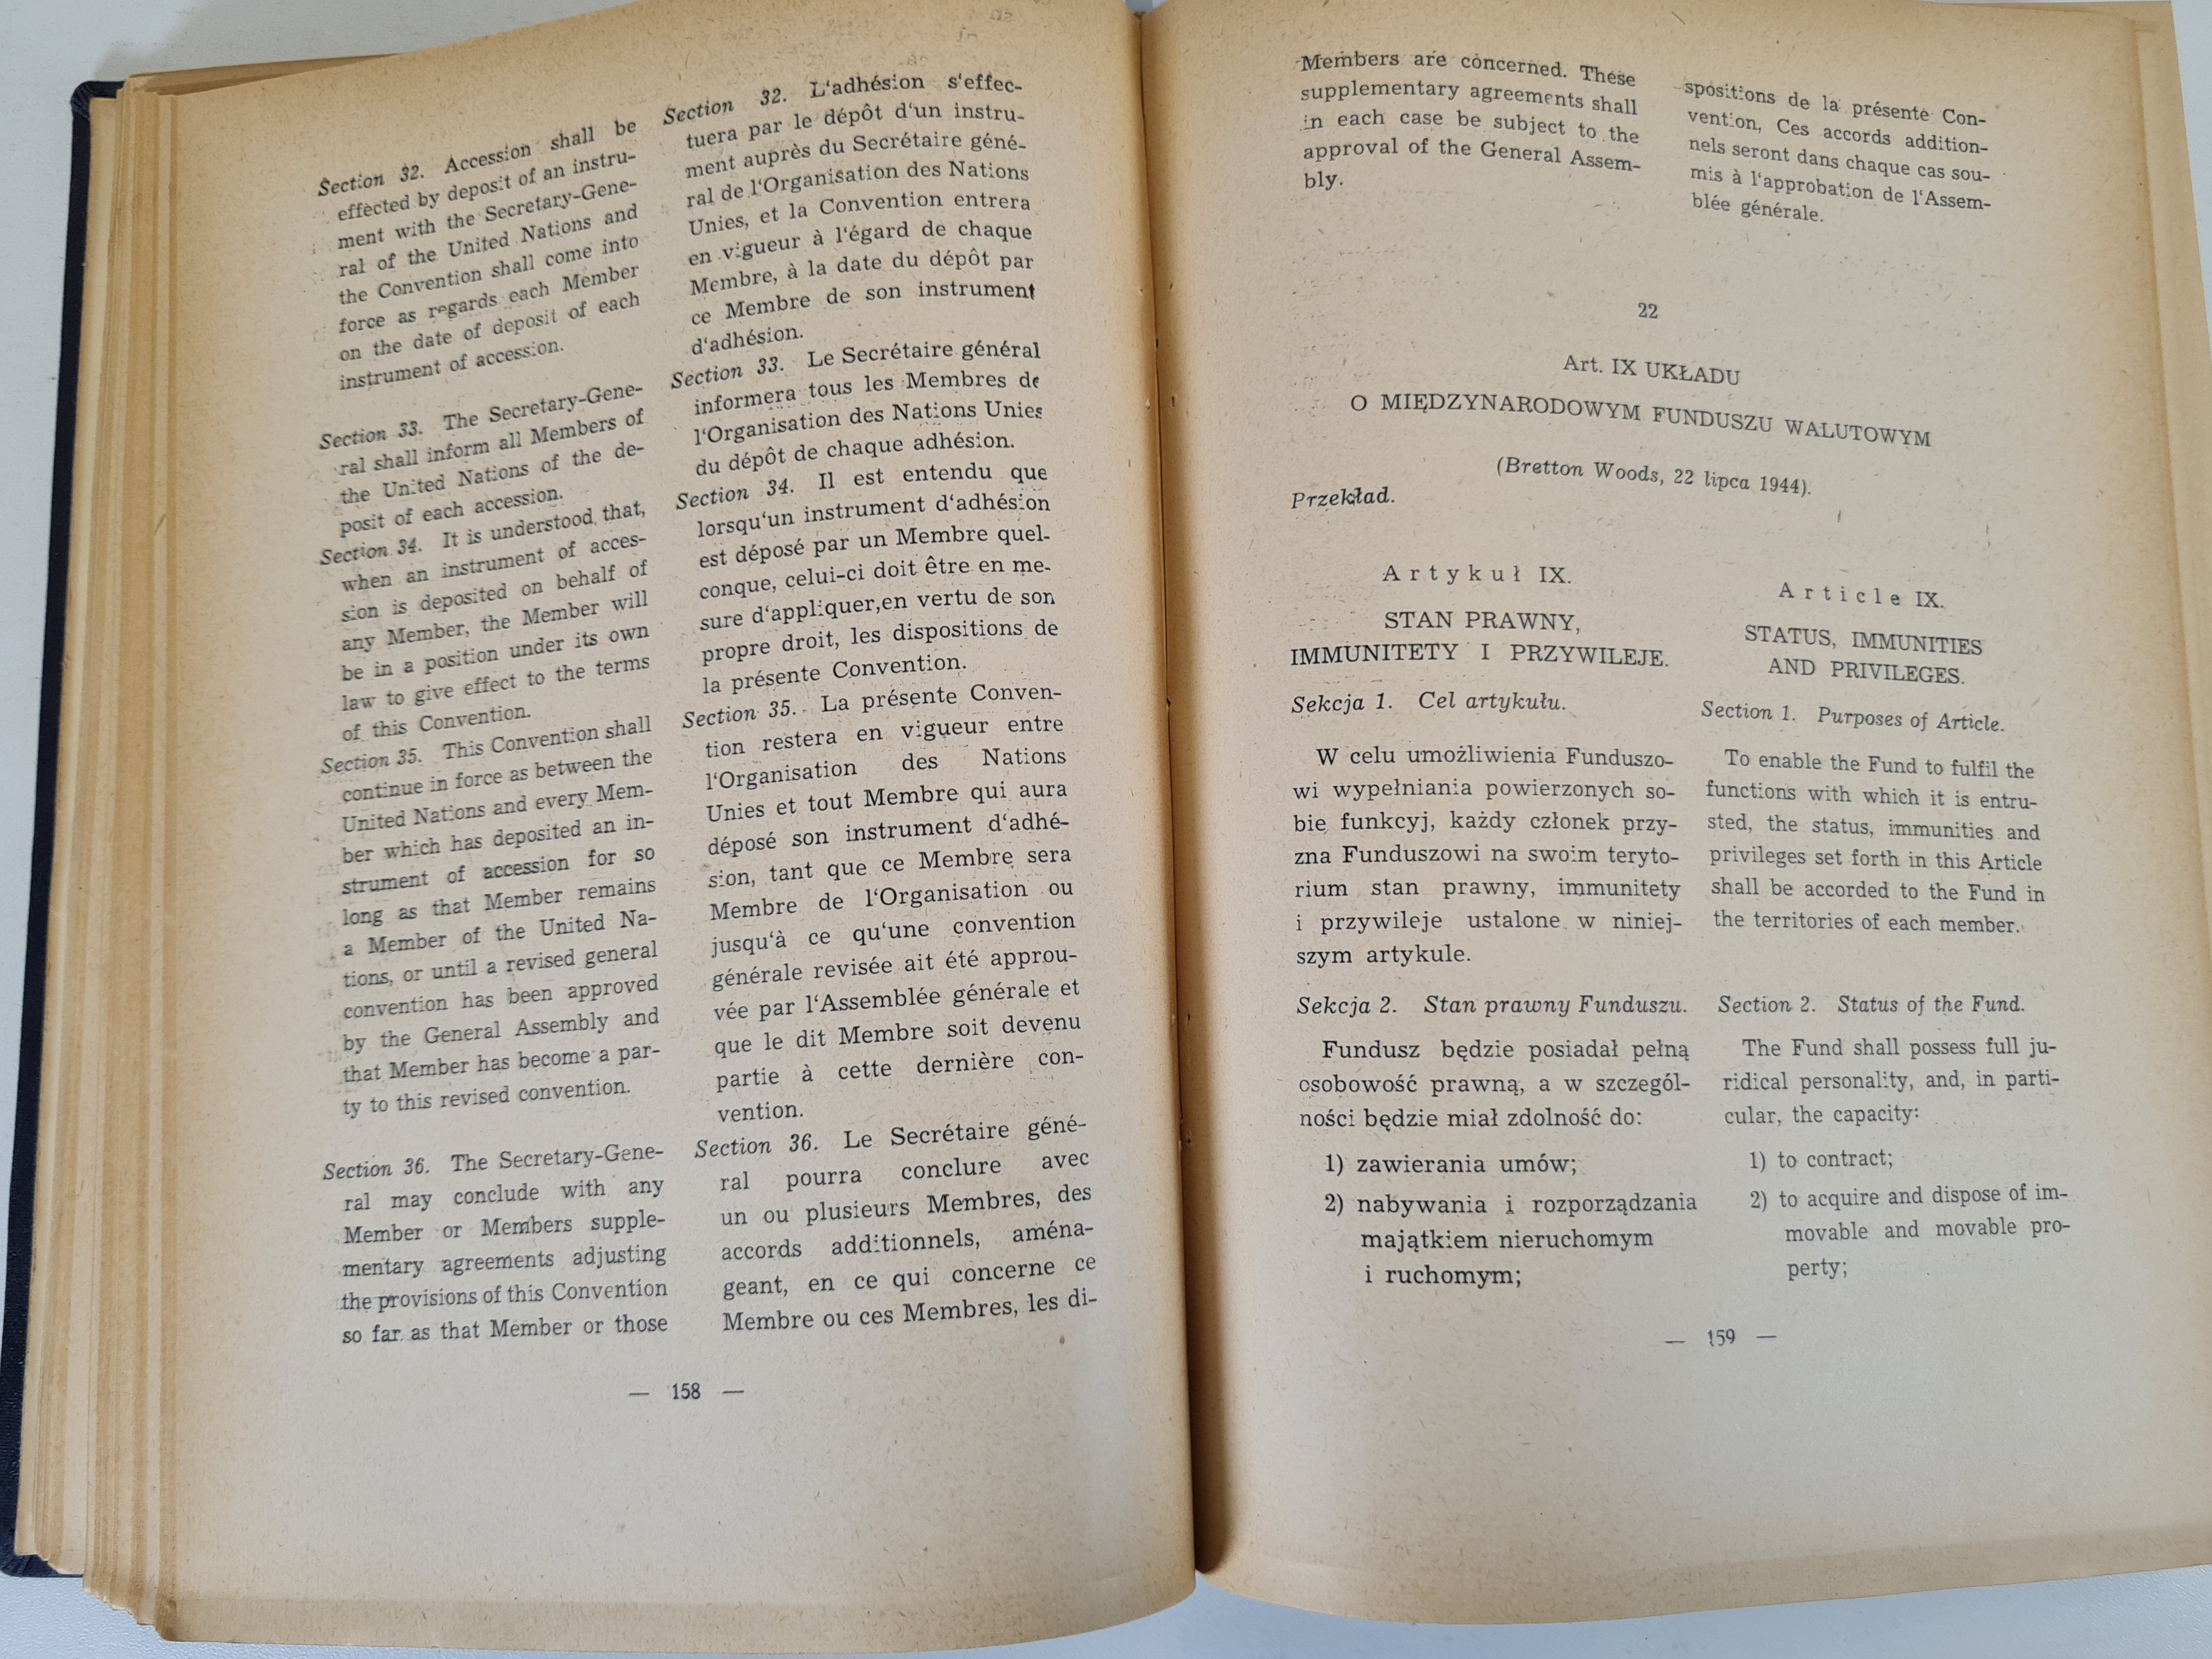 Section 32. Accession shall be
effected by deposit of an instru-
ment with the Secretary-Gene-
ral of the United Nations and
the Convention shall come into
force as regards each Member
on the date of deposit of each
instrument of accession.
Section 33. The Secretary-Gene-
ral shall inform all Members of
the United Nations of the de-
posit of each accession.
Section 34. It is understood that,
when an instrument of acces-
sion is deposited on behalf of
any Member, the Member will
be in a position under its own
law to give effect to the terms
of this Convention.
Section 35. This Convention shall
continue in force as between the
United Nations and every Mem-
ber which has deposited an in-
strument of accession for so
long as that Member remains
a Member of the United Na-
tions, or until a revised general
convention has been approved
by the General Assembly and
that Member has become a par-
ty to this revised convention.
Section 36. The Secretary-Gene-
ral may conclude with any
Member or Members supple-
mentary agreements adjusting
the provisions of this Convention
so far as that Member or those
Section 32. L'adhésion s'effec-
tuera par le dépôt d'un instru-
ment auprès du Secrétaire géné-
ral de l'Organisation des Nations
Unies, et la Convention entrera
en vigueur à l'égard de chaque
Membre, à la date du dépôt par
ce Membre de son instrument
d'adhésion.
Section 33. Le Secrétaire général
informera tous les Membres de
l'Organisation des Nations Unies
du dépôt de chaque adhésion.
Section 34. Il est entendu que
lorsqu'un instrument d'adhésion
est déposé par un Membre quel-
conque, celui-ci doit être en me-
sure d'appliquer,en vertu de son
propre droit, les dispositions de
la présente Convention.
Section 35. La présente Conven-
tion restera en vigueur entre
l'Organisation des Nations
Unies et tout Membre qui aura
déposé son instrument d'adhé-
sion, tant que ce Membre sera
Membre de l'Organisation ou
jusqu'à ce qu'une convention
générale revisée ait été approu-
vée par l'Assemblée générale et
que le dit Membre soit devenu
partie à cette dernière con-
vention.
Section 36. Le Secrétaire géné-
ral pourra conclure avec
un ou plusieurs Membres, des
accords additionnels, aména-
geant, en ce qui concerne ce
Membre ou ces Membres, les di-
— 158 —
Members are concerned. These
supplementary agreements shall
in each case be subject to the
approval of the General Assem-
bly.
spositions de la présente Con-
vention, Ces accords addition-
nels seront dans chaque cas sou-
mis à l'approbation de l'Assem-
blée générale.
22
Art. IX UKŁADU
O MIĘDZYNARODOWYM FUNDUSZU WALUTOWYM
(Bretton Woods, 22 lipca 1944).
Przekład.
Artykuł IX.
STAN PRAWNY,
IMMUNITETY I PRZYWILEJE.
Sekcja 1. Cel artykułu.
W celu umożliwienia Funduszo-
wi wypełniania powierzonych so-
bie funkcyj, każdy członek przy-
zna Funduszowi na swoim teryto-
rium stan prawny, immunitety
i przywileje ustalone w niniej-
szym artykule.
Sekcja 2. Stan prawny Funduszu.
Fundusz będzie posiadał pełną
osobowość prawną, a w szczegól-
ności będzie miał zdolność do:
1) zawierania umów;
2) nabywania i rozporządzania
majątkiem nieruchomym
i ruchomym;
Article IX.
STATUS, IMMUNITIES
AND PRIVILEGES.
Section 1. Purposes of Article.
To enable the Fund to fulfil the
functions with which it is entru-
sted, the status, immunities and
privileges set forth in this Article
shall be accorded to the Fund in
the territories of each member.
Section 2. Status of the Fund.
The Fund shall possess full ju-
ridical personality, and, in parti-
cular, the capacity:
1) to contract;
2) to acquire and dispose of im-
movable and movable pro-
perty;
— 159 —